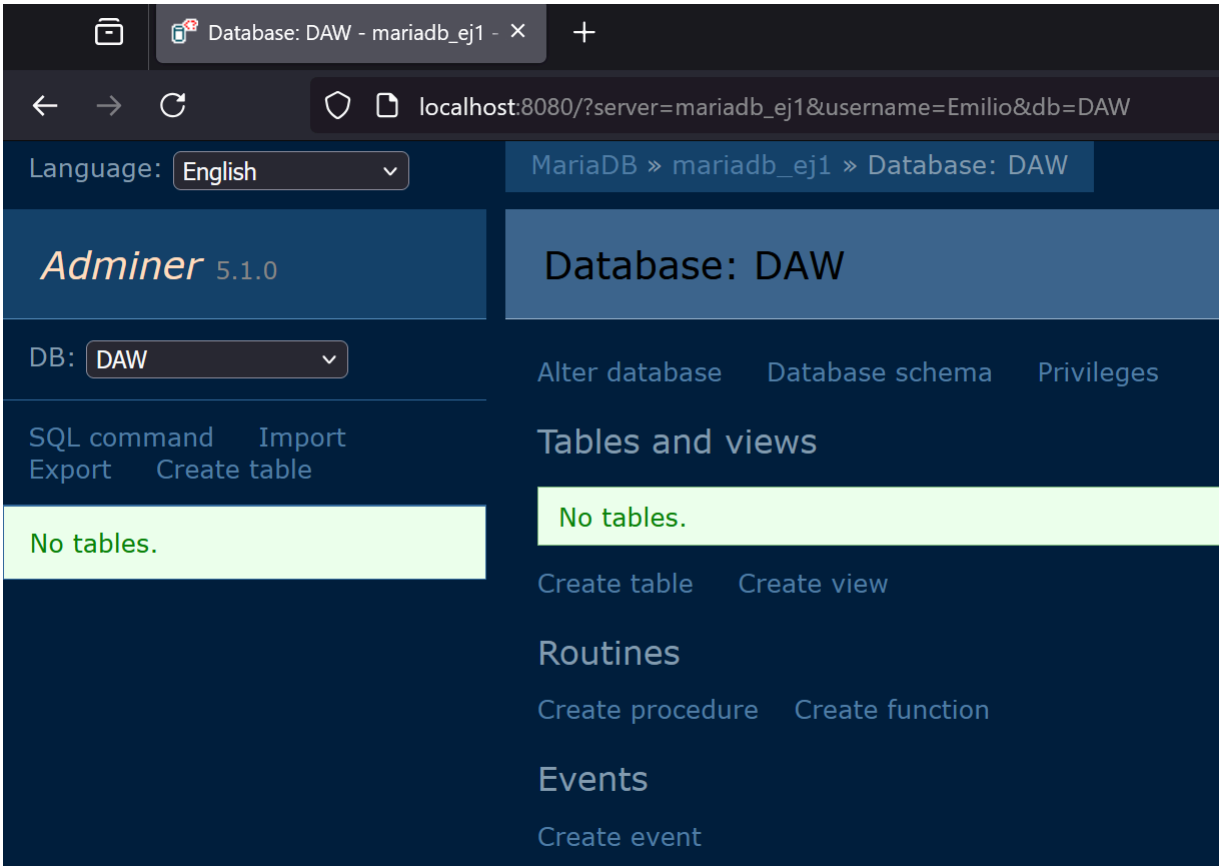 Database: DAW - mariadb_ej1 -
localhost:8080/?server=mariadb_ej1&username=Emilio&db=DAW
Language: English
MariaDB » mariadb_ej1 » Database: DAW
Adminer 5.1.0
Database: DAW
DB: DAW
Alter database Database schema Privileges
SQL command Import
Export Create table
Tables and views
No tables.
No tables.
Create table Create view
Routines
Create procedure Create function
Events
Create event